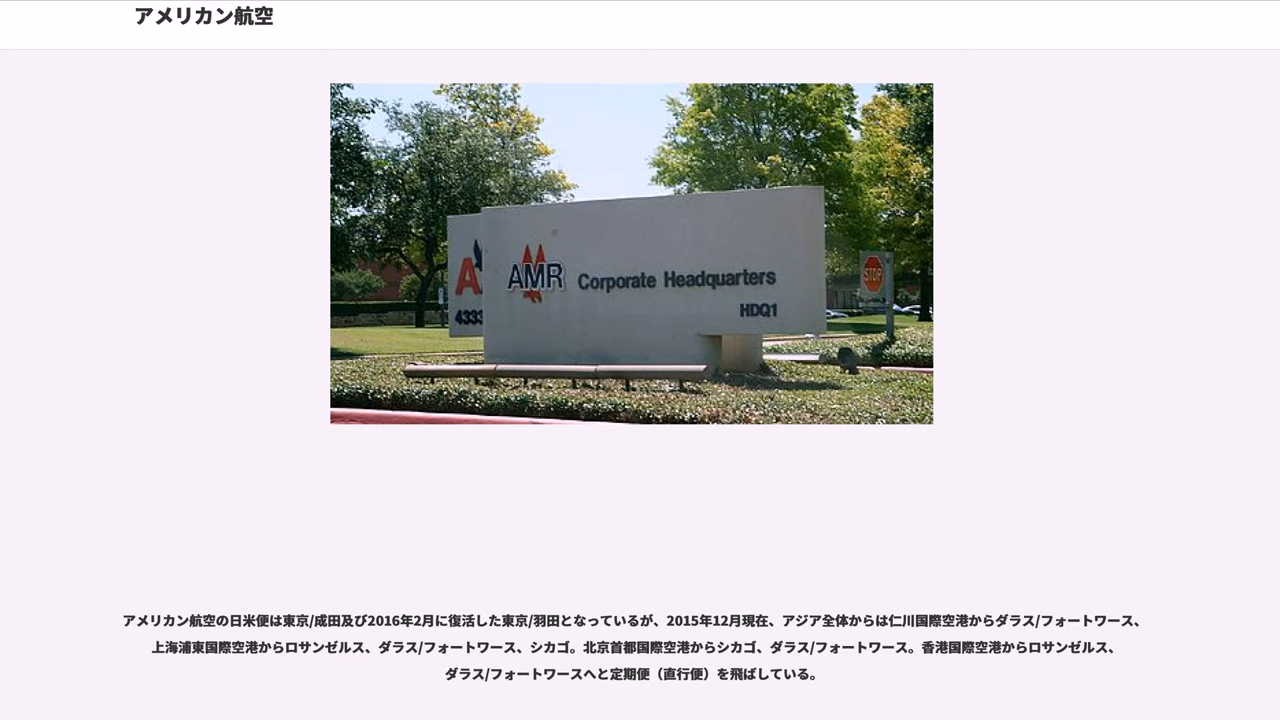 アメリカン航空
A
4333
AMR Corporate Headquarters
HDQ1
STOP
アメリカン航空の日米便は東京/成田及び2016年2月に復活した東京/羽田となっているが、2015年12月現在、アジア全体からは仁川国際空港からダラス/フォートワース、
上海浦東国際空港からロサンゼルス、ダラス/フォートワース、シカゴ。北京首都国際空港からシカゴ、ダラス/フォートワース。香港国際空港からロサンゼルス、
ダラス/フォートワースへと定期便（直行便）を飛ばしている。